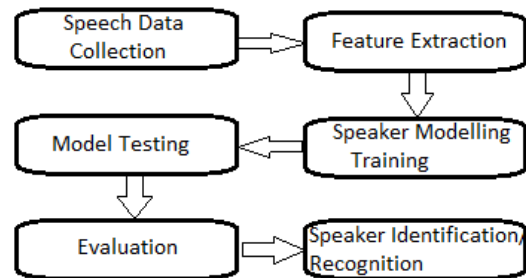 Speech Data
Collection
Feature Extraction
Speaker Modelling
Training
Model Testing
Evaluation
Speaker Identification/
Recognition